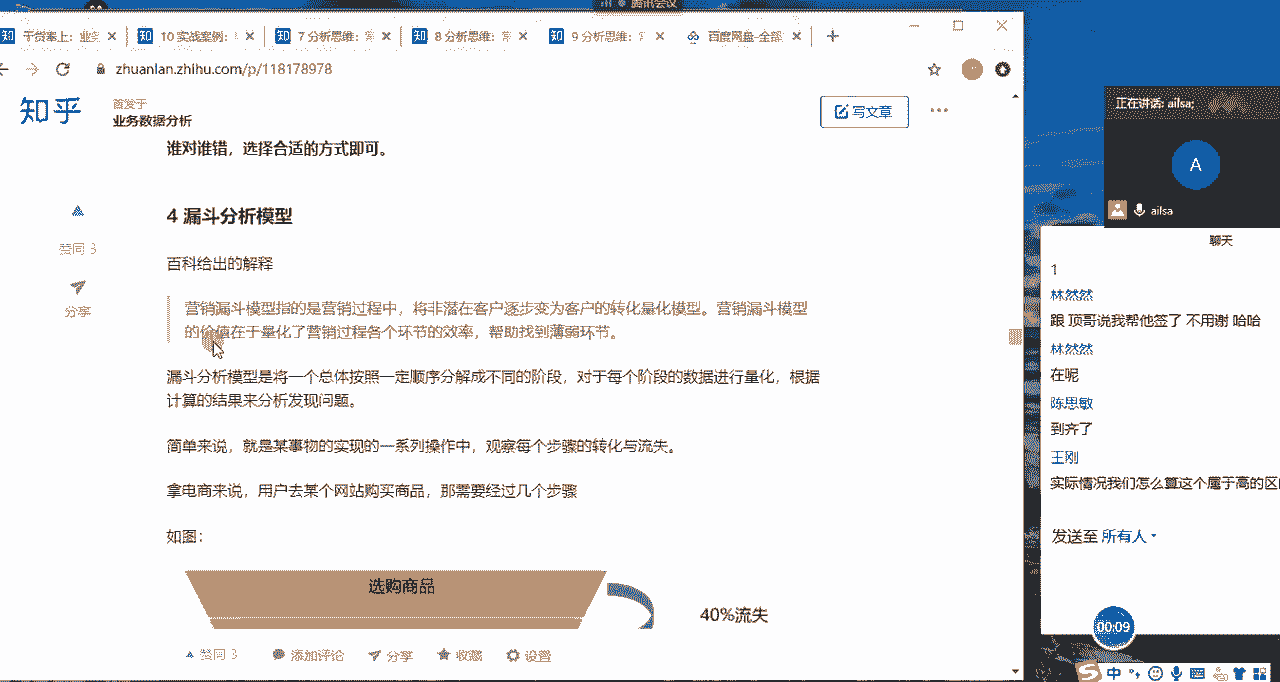 腾讯会议
知 干货奉上：业务
知 10 实战案例：
知 7 分析思维：常
知 8 分析思维：常
知 9 分析思维：
百度网盘-全部
zhuanlan.zhihu.com/p/118178978
知乎
首发于
业务数据分析
写文章
谁对谁错，选择合适的方式即可。
4 漏斗分析模型
赞同 3
百科给出的解释
分享
营销漏斗模型指的是营销过程中，将非潜在客户逐步变为客户的转化量化模型。营销漏斗模型
的价值在于量化了营销过程各个环节的效率，帮助找到薄弱环节。
漏斗分析模型是将一个总体按照一定顺序分解成不同的阶段，对于每个阶段的数据进行量化，根据
计算的结果来分析发现问题。
简单来说，就是某事物的实现的一系列操作中，观察每个步骤的转化与流失。
拿电商来说，用户去某个网站购买商品，那需要经过几个步骤
如图：
选购商品
40%流失
赞同 3
添加评论
分享
收藏
设置
正在讲话: ailsa;
A
ailsa
聊天
1
林然然
跟 顶哥说我帮他签了 不用谢 哈哈
林然然
在呢
陈思敏
到齐了
王刚
实际情况我们怎么算这个属于高的区
发送至 所有人
00:09
中